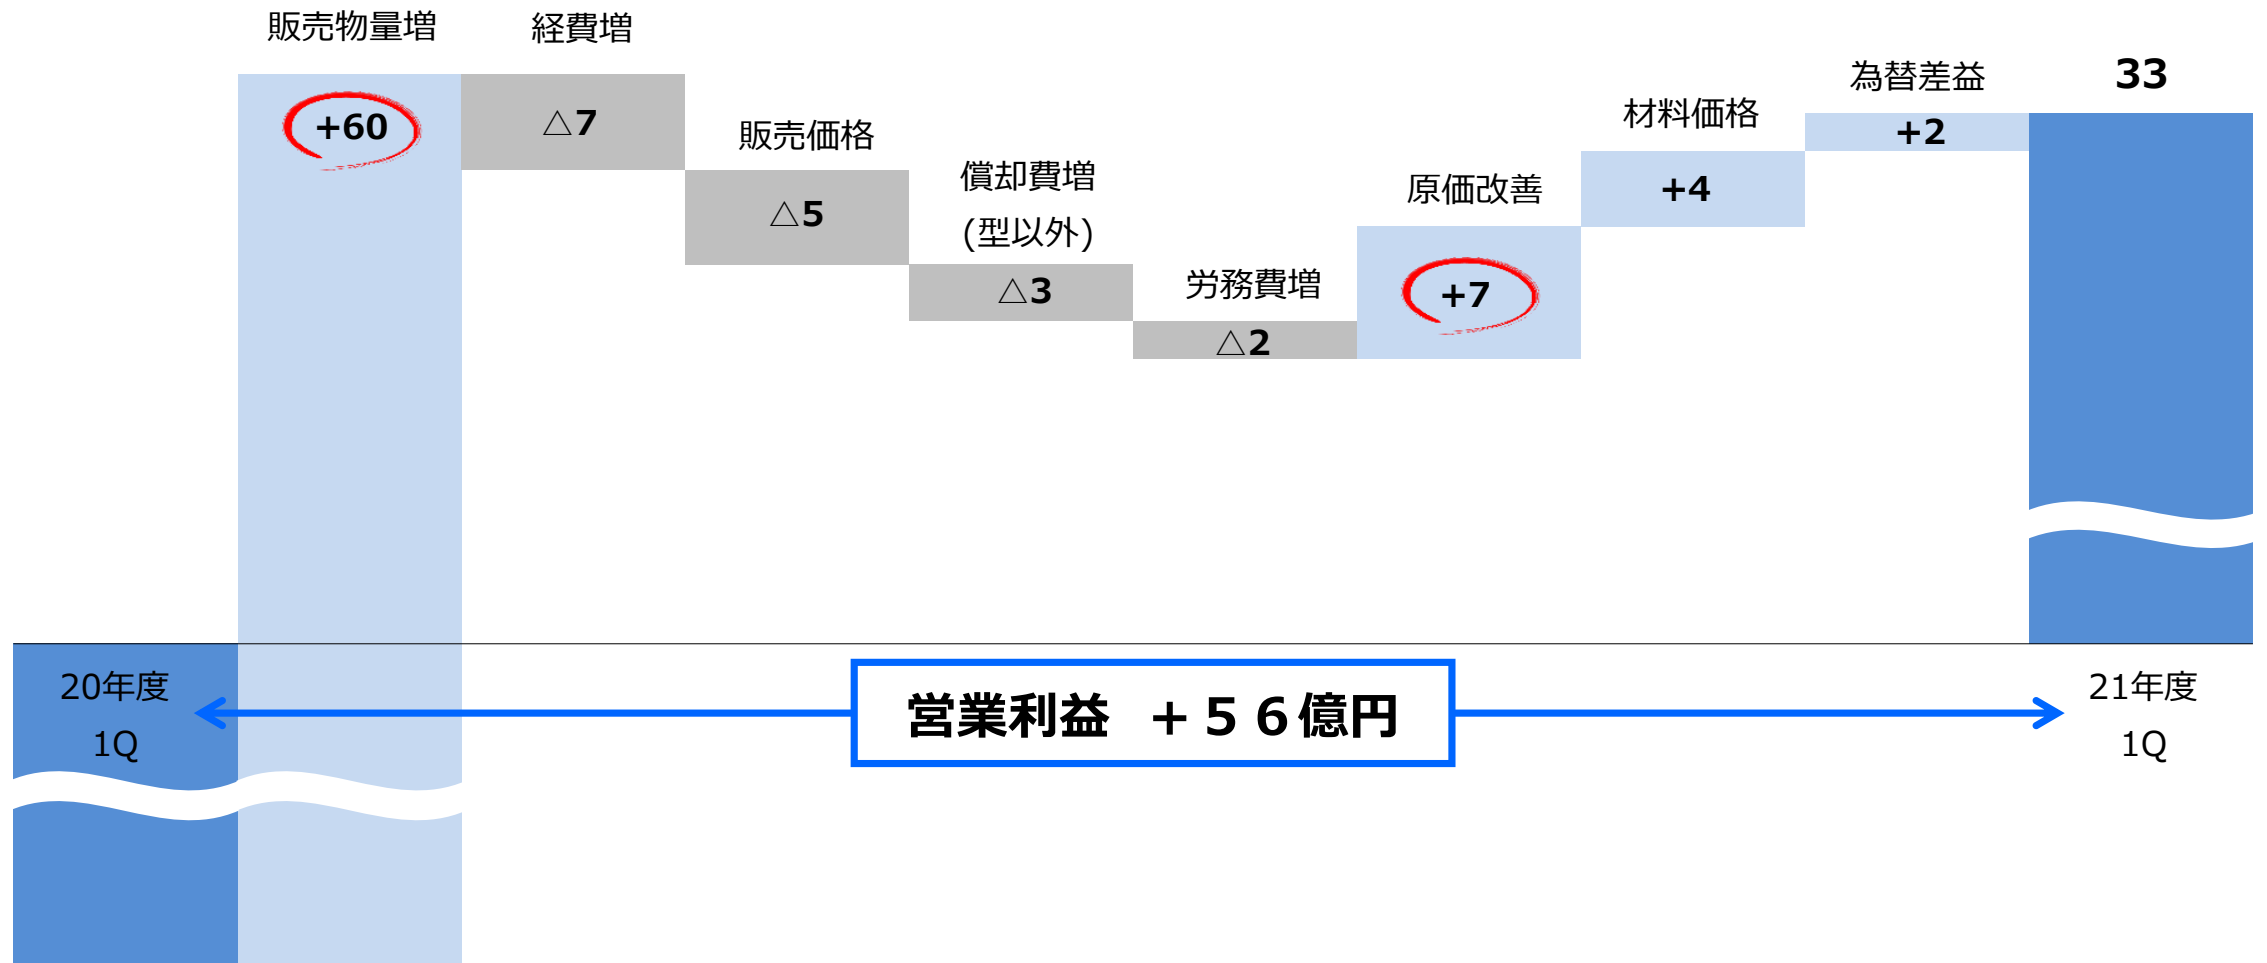 販売物量増
+60
経費増
△7
販売価格
△5
償却費増
(型以外)
△3
労務費増
△2
原価改善
+7
材料価格
+4
為替差益
+2
33
20年度
1Q
営業利益　+５６億円
21年度
1Q